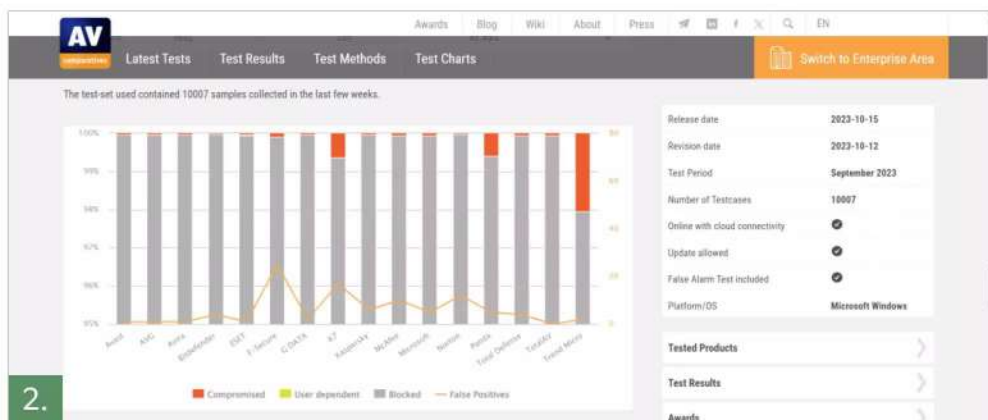 Awards Blog Wiki About Press EN
AV
comparatives
Latest Tests Test Results Test Methods Test Charts Switch to Enterprise Area
The test-set used contained 10007 samples collected in the last few weeks.
100%
99%
98%
97%
96%
95%
80
60
40
20
0
Avast AVG Avira Bitdefender ESET F-Secure G DATA K7 Kaspersky McAfee Microsoft Norton Panda Total Defense TotalAV Trend Micro
Compromised User dependent Blocked False Positives
Release date 2023-10-15
Revision date 2023-10-12
Test Period September 2023
Number of Testcases 10007
Online with cloud connectivity
Update allowed
False Alarm Test included
Platform/OS Microsoft Windows
Tested Products
Test Results
Awards
2.